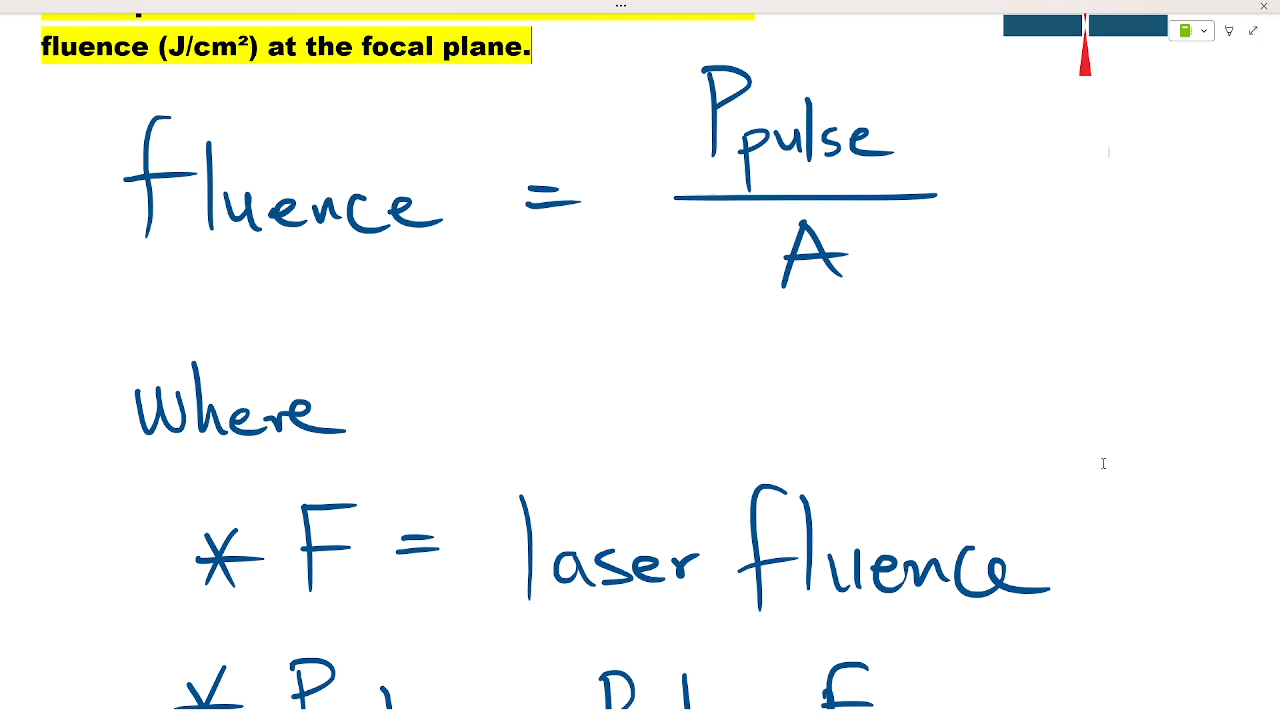 fluence (J/cm²) at the focal plane.
fluence = Ppulse / A
where
* F = laser fluence